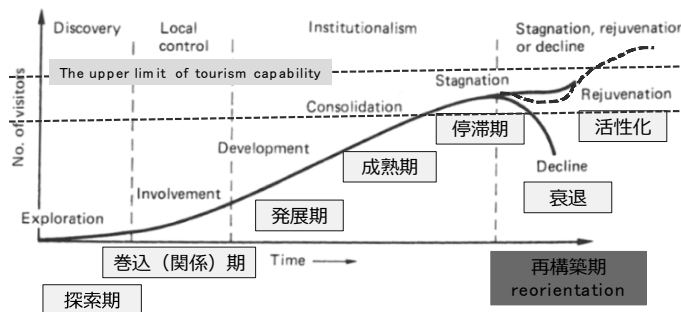 Discovery
Local
control
Institutionalism
Stagnation, rejuvenation
or decline
The upper limit of tourism capability
No. of visitors
Stagnation
Rejuvenation
Consolidation
停滞期
活性化
Development
成熟期
Decline
衰退
Involvement
発展期
Exploration
巻込（関係）期
Time
再構築期
reorientation
探索期